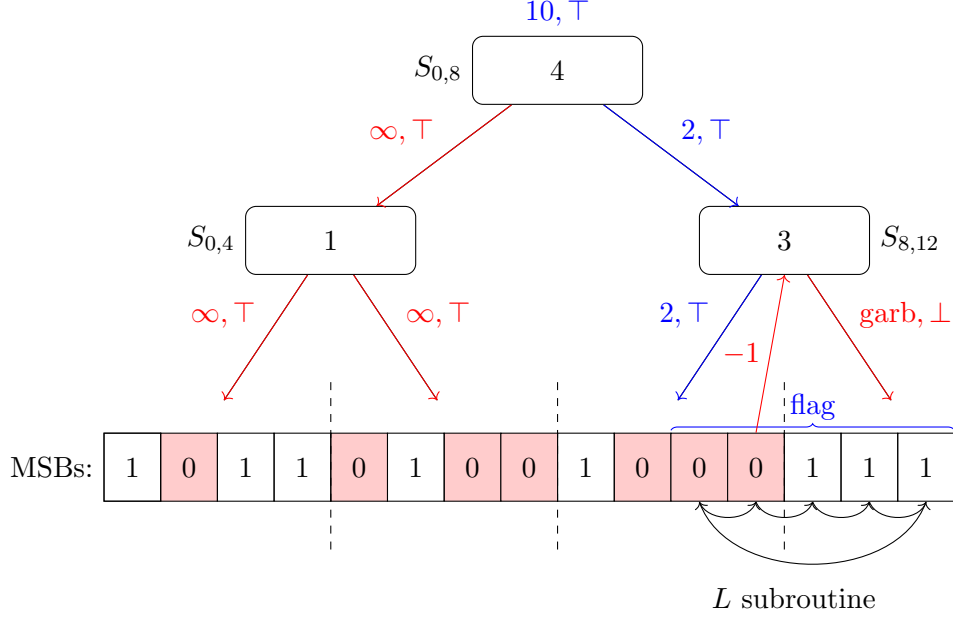 10, ⊤
S0,8 4
∞, ⊤ 2, ⊤
S0,4 1 3 S8,12
∞, ⊤ ∞, ⊤ 2, ⊤ garb, ⊥
−1
flag
MSBs: 1 0 1 1 0 1 0 0 1 0 0 0 1 1 1
L subroutine